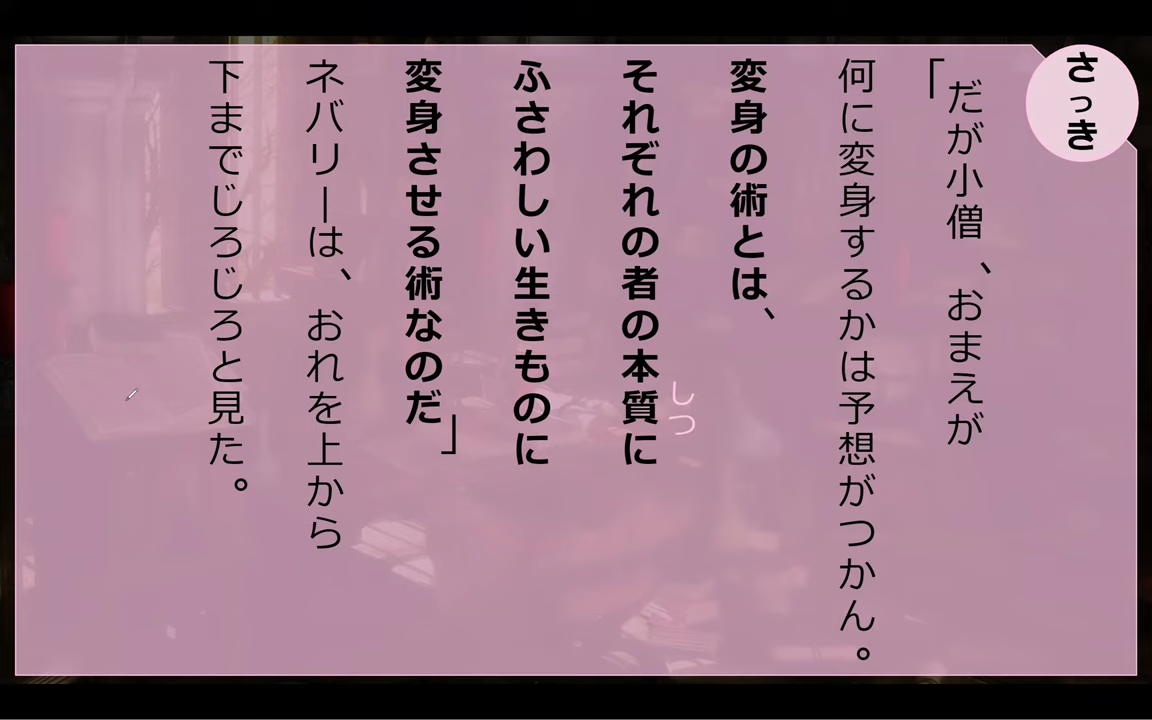 さっき
「だが小僧、おまえが
何に変身するかは予想がつかん。
変身の術とは、
それぞれの者の本質に
しつ
ふさわしい生きものに
変身させる術なのだ」
ネバリーは、おれを上から
下までじろじろと見た。